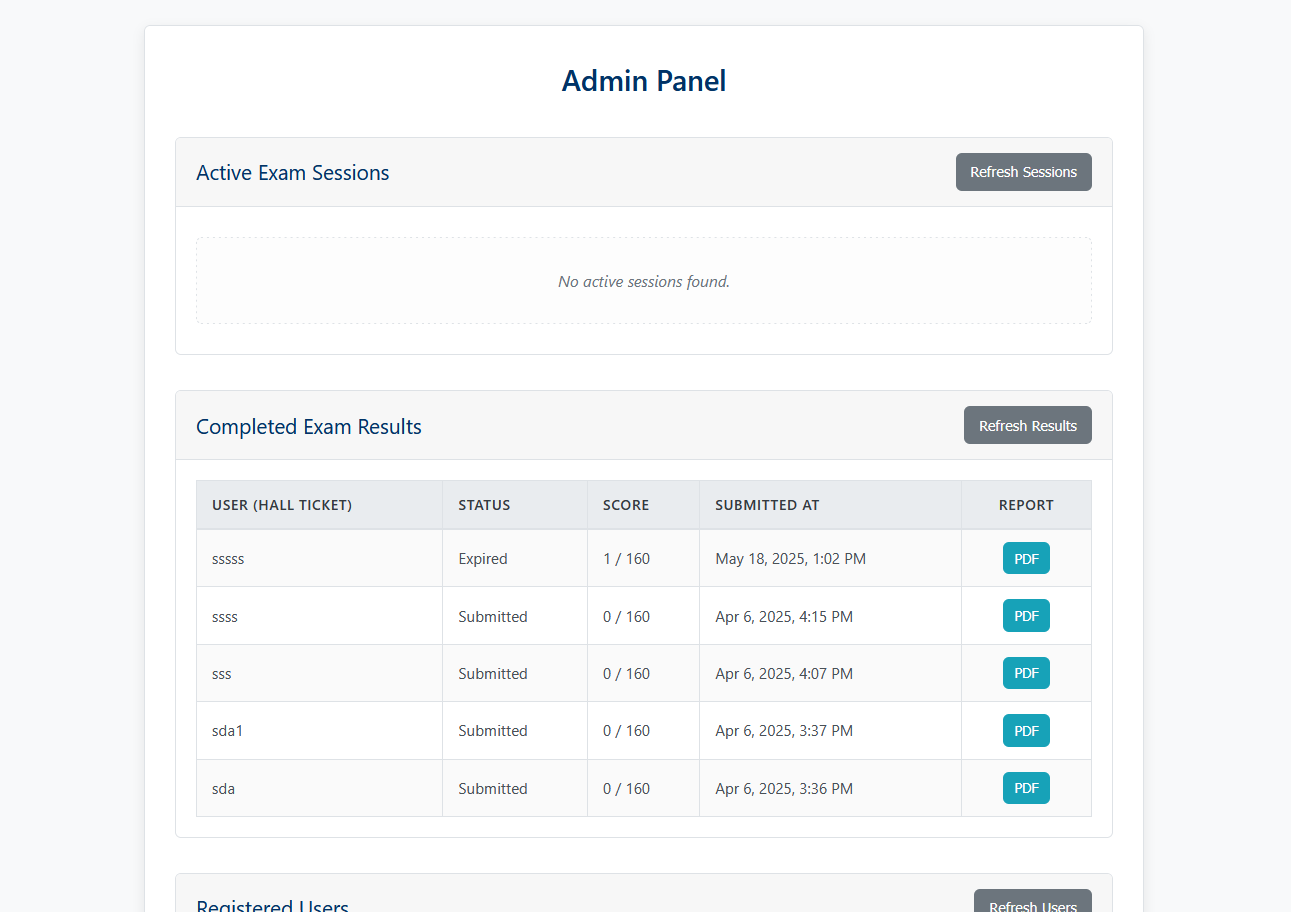 Admin Panel
Active Exam Sessions
Refresh Sessions
No active sessions found.
Completed Exam Results
Refresh Results
USER (HALL TICKET) STATUS SCORE SUBMITTED AT REPORT
sssss Expired 1 / 160 May 18, 2025, 1:02 PM PDF
ssss Submitted 0 / 160 Apr 6, 2025, 4:15 PM PDF
sss Submitted 0 / 160 Apr 6, 2025, 4:07 PM PDF
sda1 Submitted 0 / 160 Apr 6, 2025, 3:37 PM PDF
sda Submitted 0 / 160 Apr 6, 2025, 3:36 PM PDF
Registered Users
Refresh Users